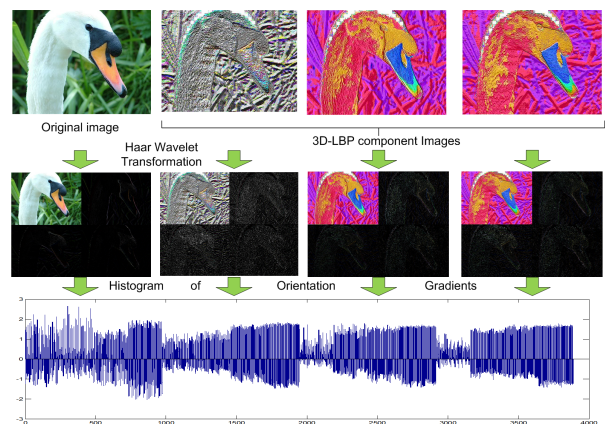 Original image
3D-LBP component Images
Haar Wavelet
Transformation
Histogram of Orientation Gradients
3
2
1
0
-1
-2
-3
0 500 1000 1500 2000 2500 3000 3500 4000